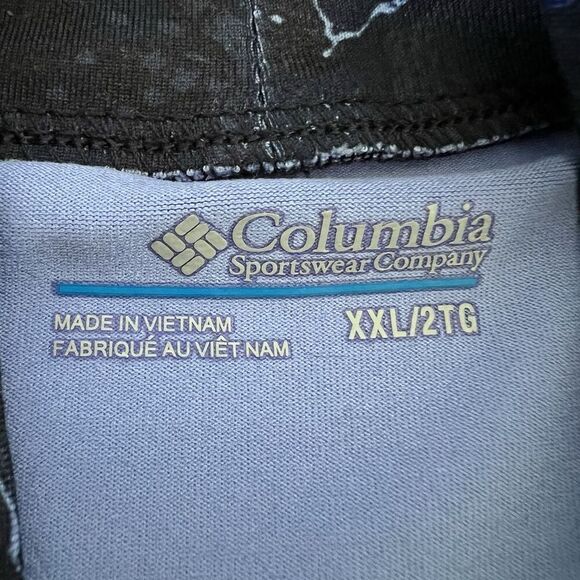 Columbia
Sportswear Company
MADE IN VIETNAM
FABRIQUÉ AU VIÊT NAM
XXL/2TG